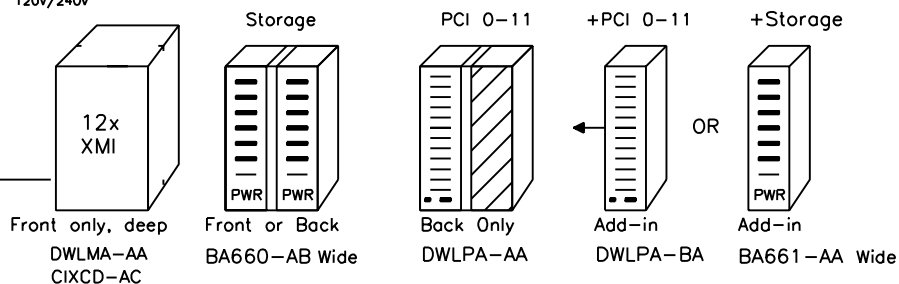 120V/240V
Storage
PCI 0-11
+PCI 0-11
+Storage
12x
XMI
OR
PWR PWR
PWR
Front only, deep
Front or Back
Back Only
Add-in
Add-in
DWLMA-AA
CIXCD-AC
BA660-AB Wide
DWLPA-AA
DWLPA-BA
BA661-AA Wide